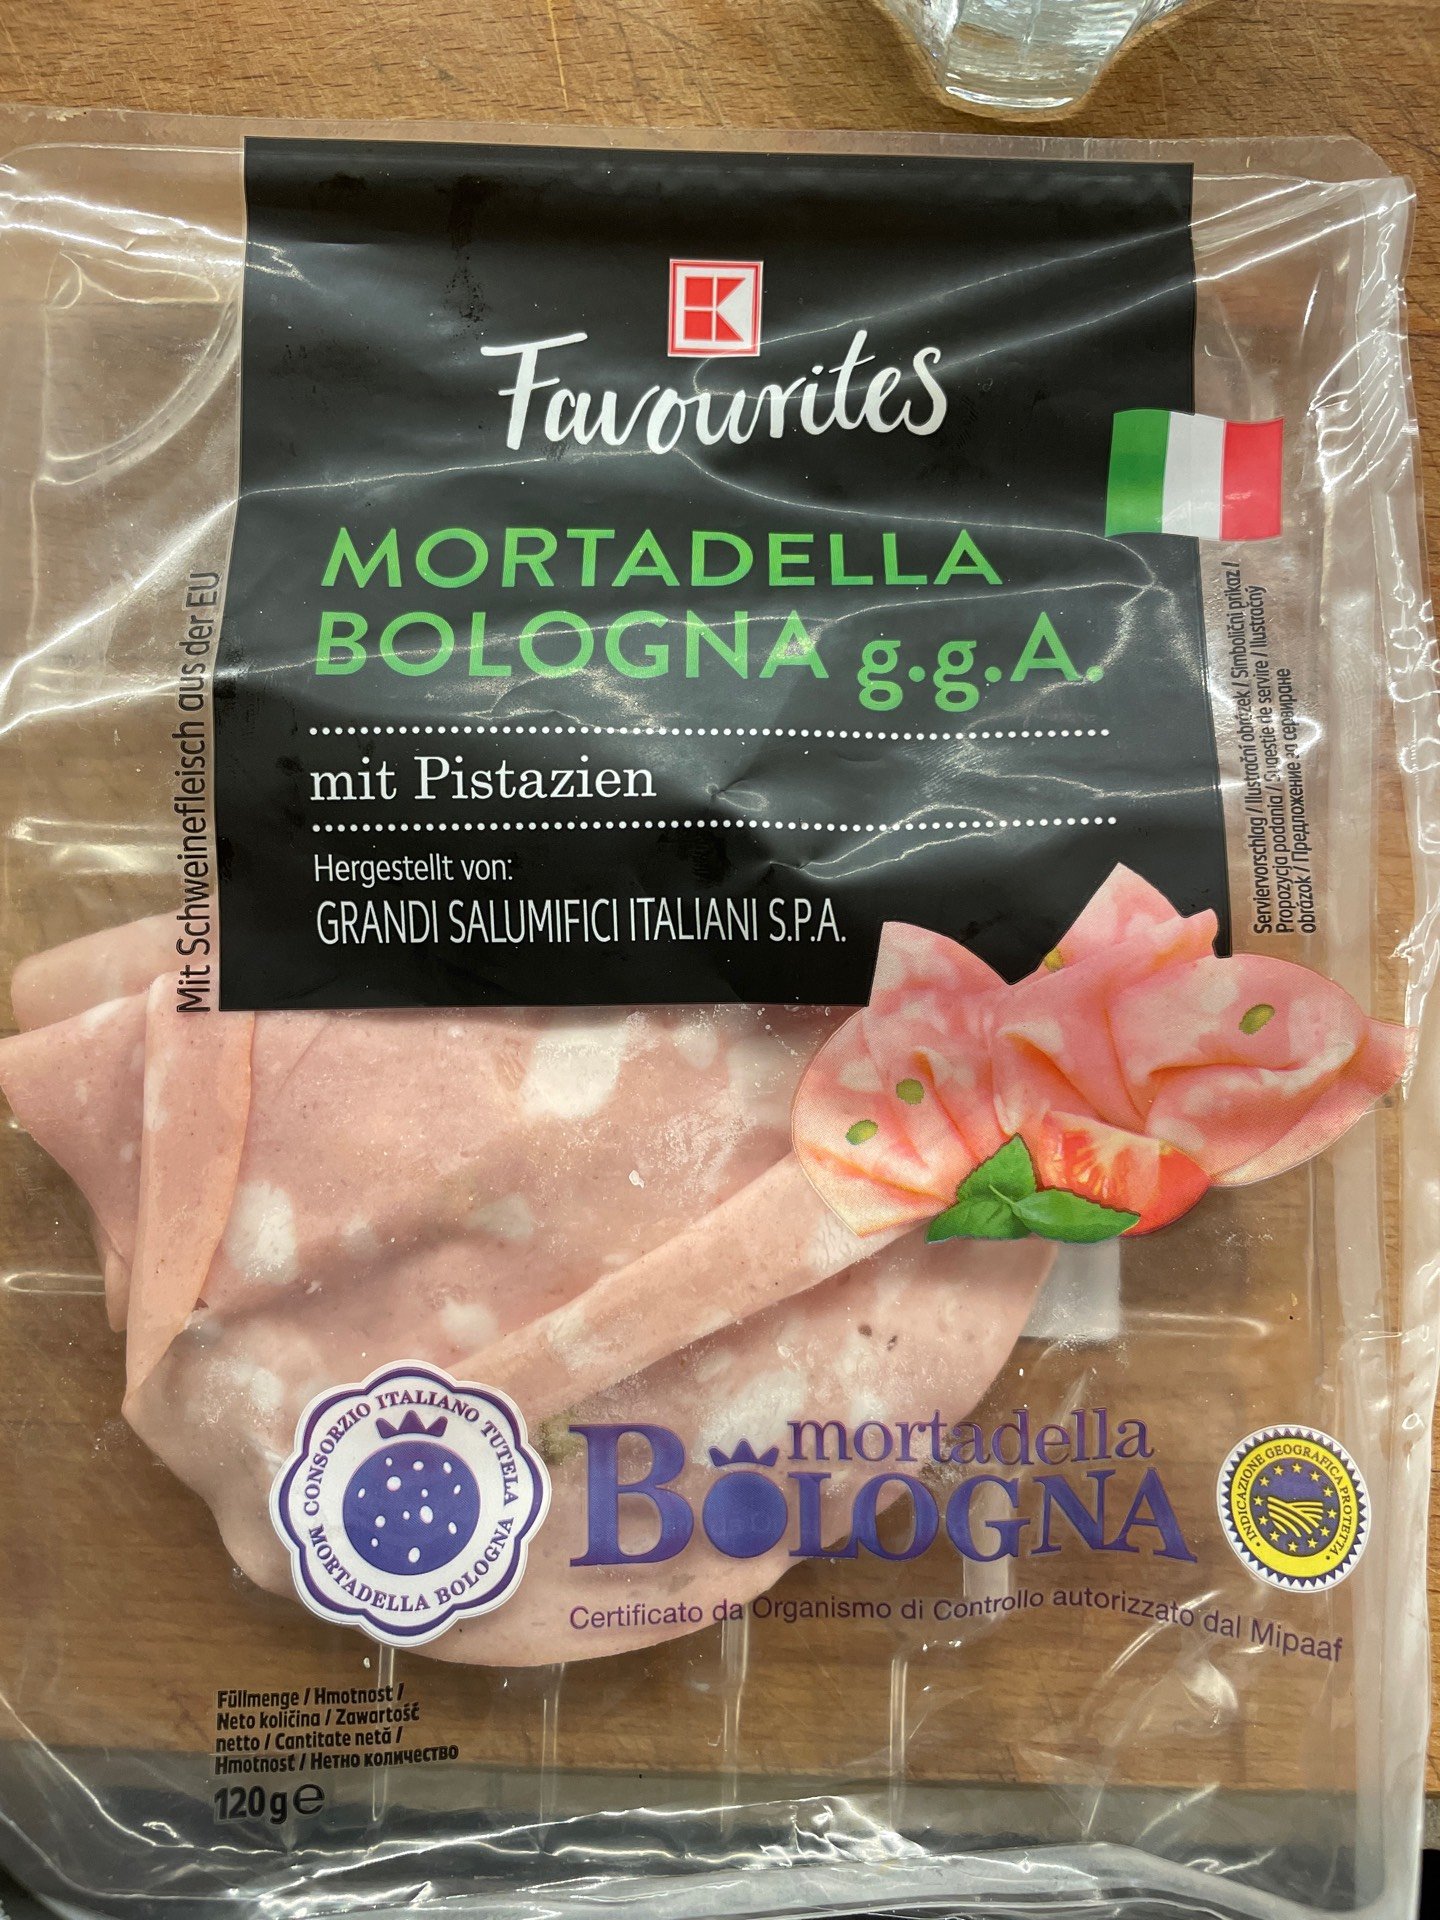 K
Favourites
MORTADELLA
BOLOGNA g.g.A.
mit Pistazien
Hergestellt von:
GRANDI SALUMIFICI ITALIANI S.P.A.
Mit Schweinefleisch aus der EU
Serviervorschlag / Ilustrační obrázek / Simbolični prikaz /
Propozycja podania / Sugestie de servire / Ilustračný
obrázok / Предложение за сервиране
CONSORZIO ITALIANO TUTELA
MORTADELLA BOLOGNA
mortadella
BOLOGNA
INDICAZIONE GEOGRAFICA PROTETTA
Certificato da Organismo di Controllo autorizzato dal Mipaaf
Füllmenge / Hmotnost /
Neto količina / Zawartość
netto / Cantitate netă /
Hmotnosť / Нетно количество
120 g e